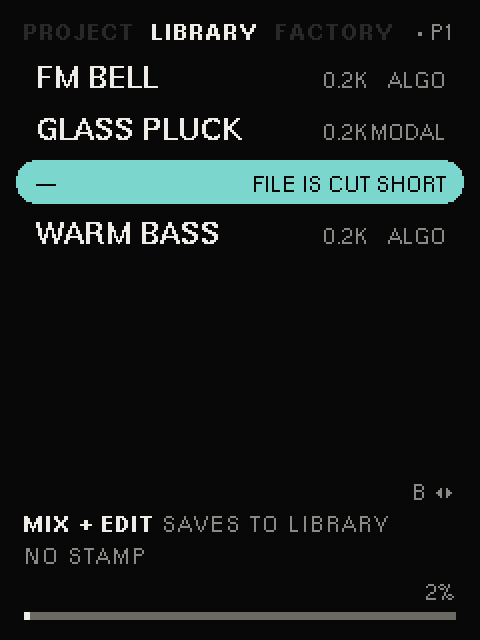 PROJECT LIBRARY FACTORY · P1
FM BELL 0.2K ALGO
GLASS PLUCK 0.2K MODAL
— FILE IS CUT SHORT
WARM BASS 0.2K ALGO
B
MIX + EDIT SAVES TO LIBRARY
NO STAMP
2%